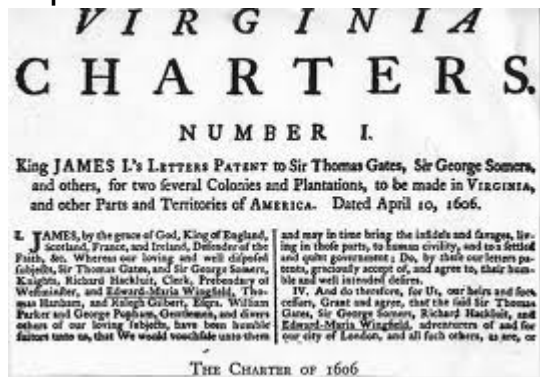 VIRGINIA
CHARTERS.
NUMBER I.
King JAMES I.'s LETTERS PATENT to Sir Thomas Gates, Sir George Somers,
and others, for two ſeveral Colonies and Plantations, to be made in VIRGINIA,
and other Parts and Territories of AMERICA. Dated April 10, 1606.
I. JAMES, by the grace of God, King of England,
Scotland, France, and Ireland, Defender of the
Faith, &c. Whereas our loving and well diſpoſed
ſubjects, Sir Thomas Gates, and Sir George Somers,
Knights, Richard Hackluit, Clerk, Prebendary of
Weſtminſter, and Edward-Maria Wingfield, Tho-
mas Hanham, and Ralegh Gilbert, Eſqrs. William
Parker and George Popham, Gentlemen, and divers
others of our loving ſubjects, have been humble
ſuitors unto us, that We would vouchſafe unto them
and may in time bring the infidels and ſavages, liv-
ing in thoſe parts, to human civility, and to a ſettled
and quiet government; Do, by theſe our letters pa-
tents, graciouſly accept of, and agree to, their hum-
ble and well intended deſires.
IV. And do therefore, for Us, our heirs and ſucc-
ceſſors, Grant and agree, that the ſaid Sir Thomas
Gates, Sir George Somers, Richard Hackluit, and
Edward-Maria Wingfield, adventurers of and for
our city of London, and all ſuch others, as are, or
THE CHARTER OF 1606